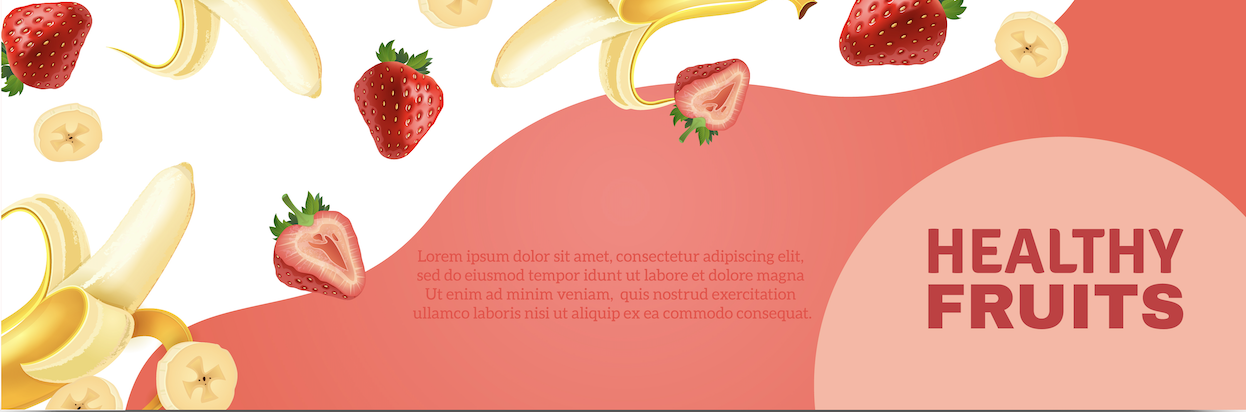 Lorem ipsum dolor sit amet, consectetur adipiscing elit,
sed do eiusmod tempor idunt ut labore et dolore magna
Ut enim ad minim veniam, quis nostrud exercitation
ullamco laboris nisi ut aliquip ex ea commodo consequat.
HEALTHY
FRUITS